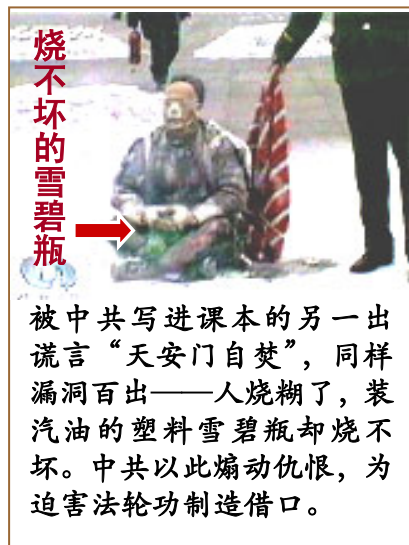 烧不坏的雪碧瓶
被中共写进课本的另一出
谎言“天安门自焚”，同样
漏洞百出——人烧糊了，装
汽油的塑料雪碧瓶却烧不
坏。中共以此煽动仇恨，为
迫害法轮功制造借口。